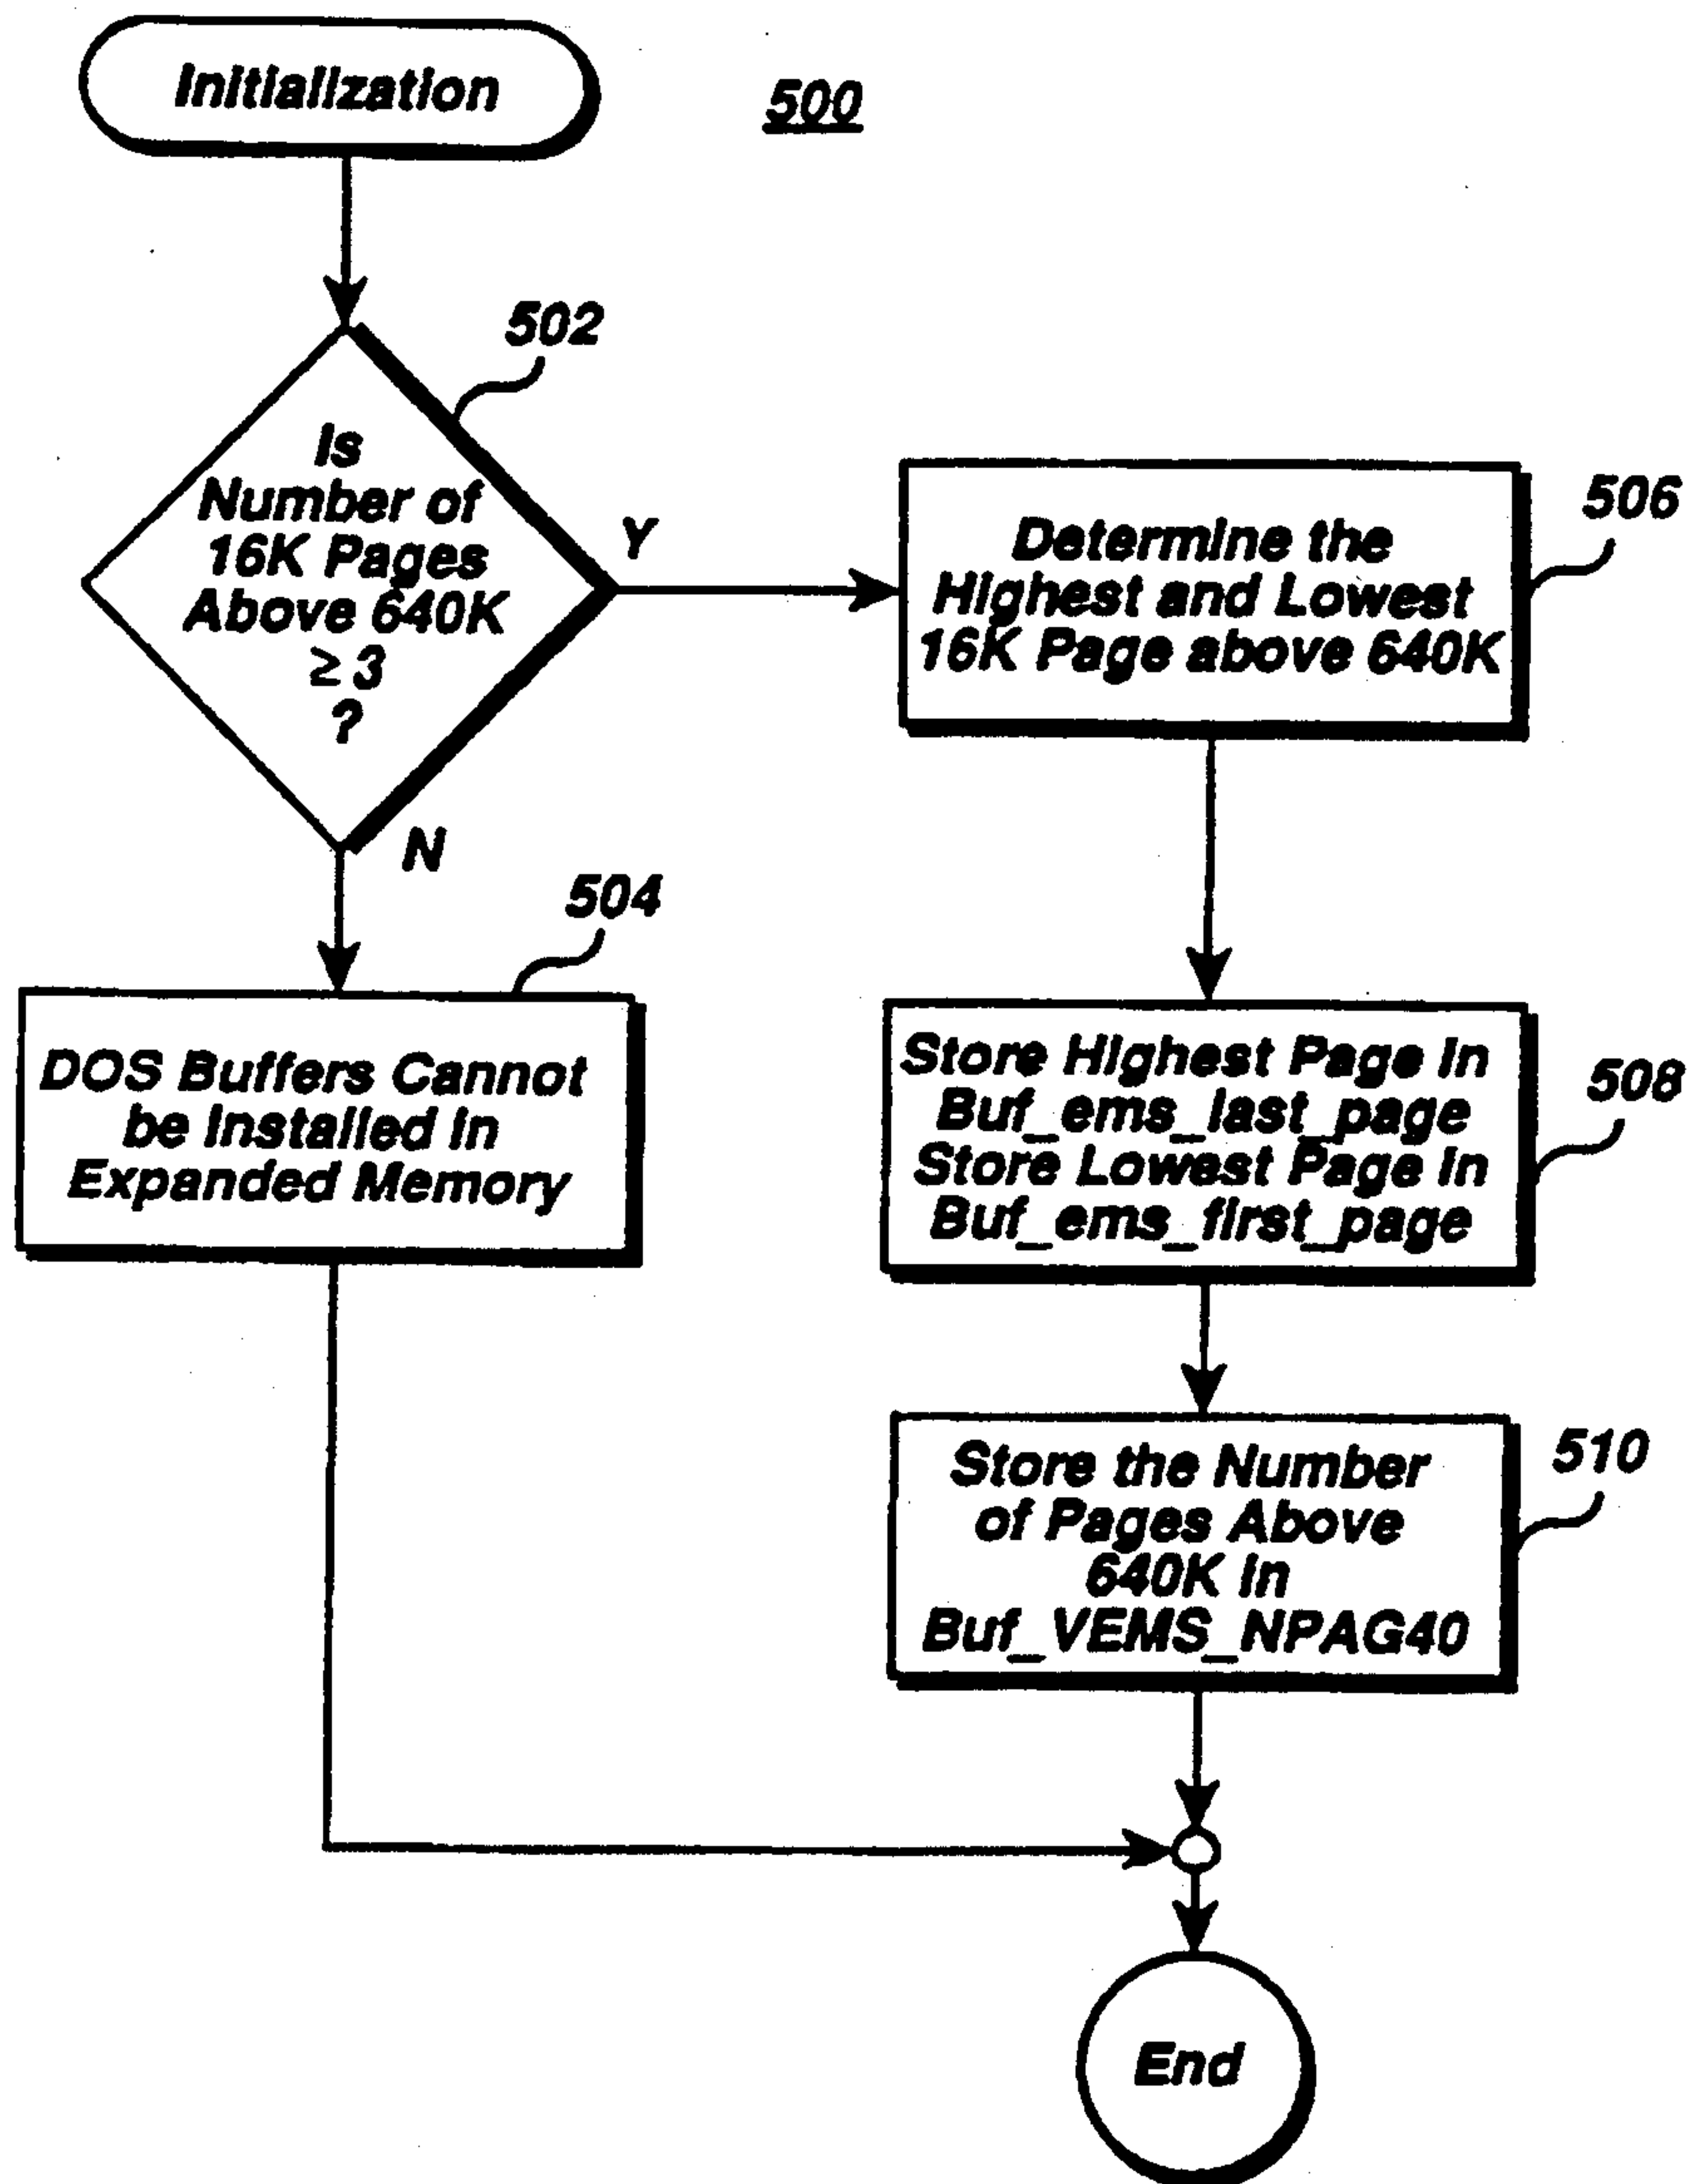 Initialization
500
502
Is
Number of
16K Pages
Above 640K
≥ 3
?
Y
N
506
Determine the
Highest and Lowest
16K Page above 640K
504
DOS Buffers Cannot
be Installed in
Expanded Memory
508
Store Highest Page in
Buf_ems_last_page
Store Lowest Page in
Buf_ems_first_page
510
Store the Number
of Pages Above
640K in
Buf_VEMS_NPAG40
End